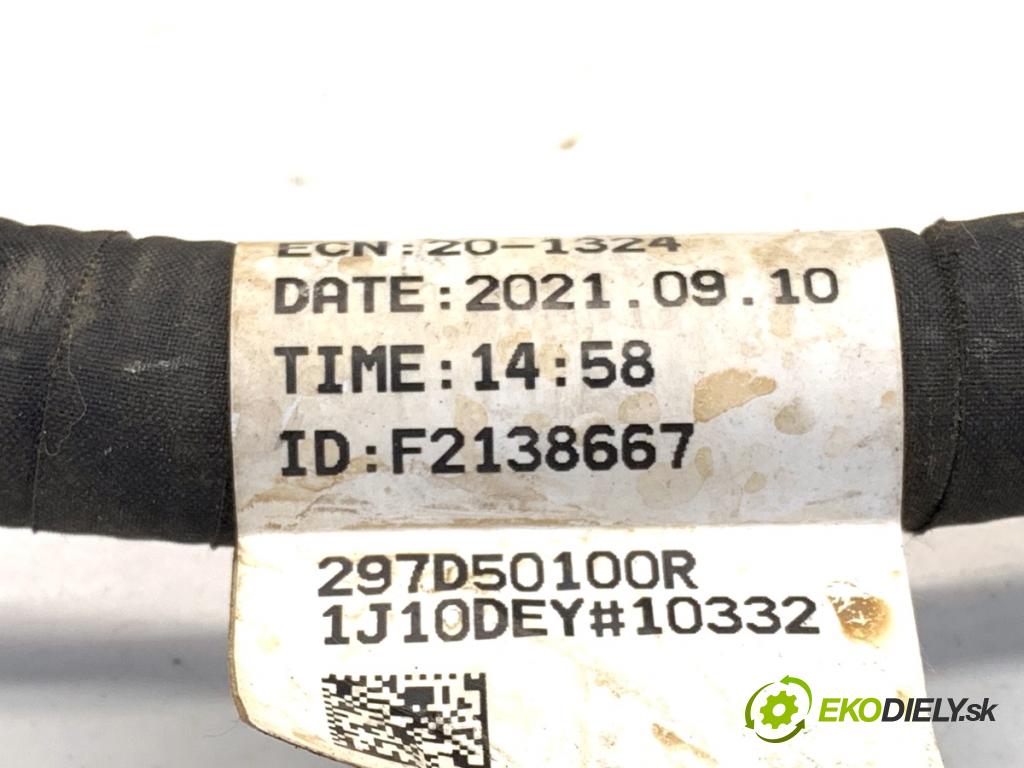 ECN:20-1324
DATE:2021.09.10
TIME:14:58
ID:F2138667
297D50100R
1J10DEY#10332
EKODIELY.sk